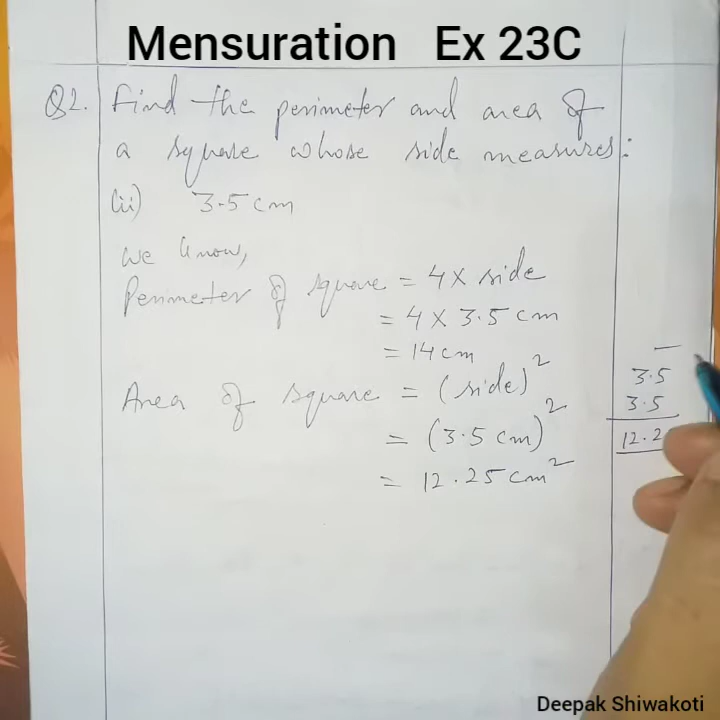 Mensuration Ex 23C
Q2. Find the perimeter and area of
a square whose side measures:
(ii) 3.5 cm
We know,
Perimeter of square = 4 × side
= 4 × 3.5 cm
= 14 cm
Area of square = (side)²
= (3.5 cm)²
= 12.25 cm²
3.5
3.5
12.2
Deepak Shiwakoti